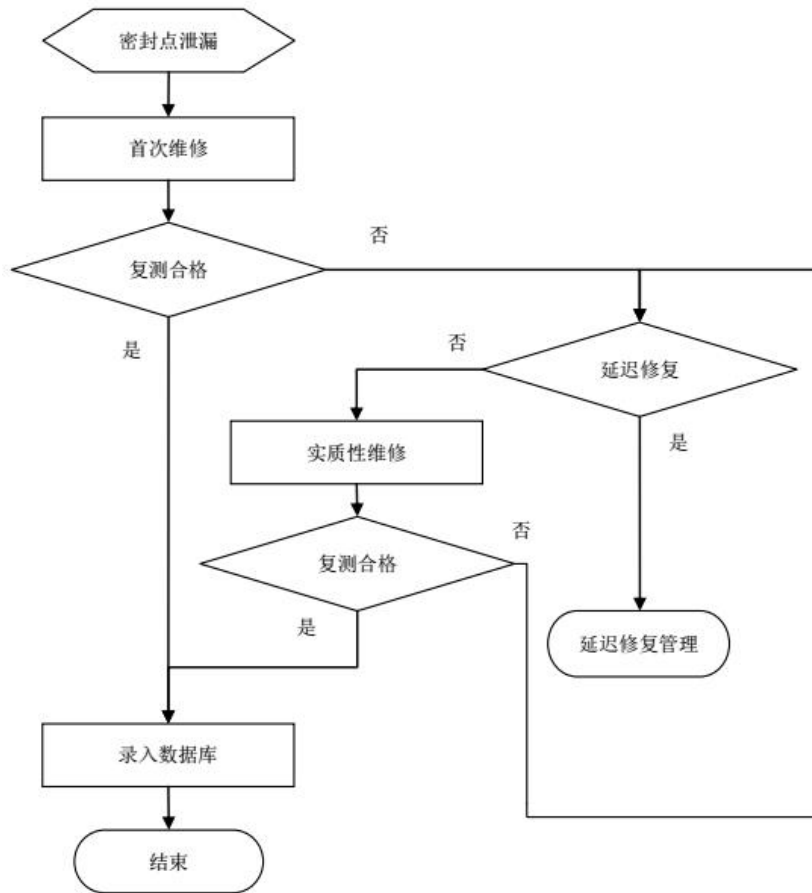 密封点泄漏
首次维修
否
复测合格
是
否
延迟修复
是
实质性维修
否
复测合格
是
延迟修复管理
录入数据库
结束